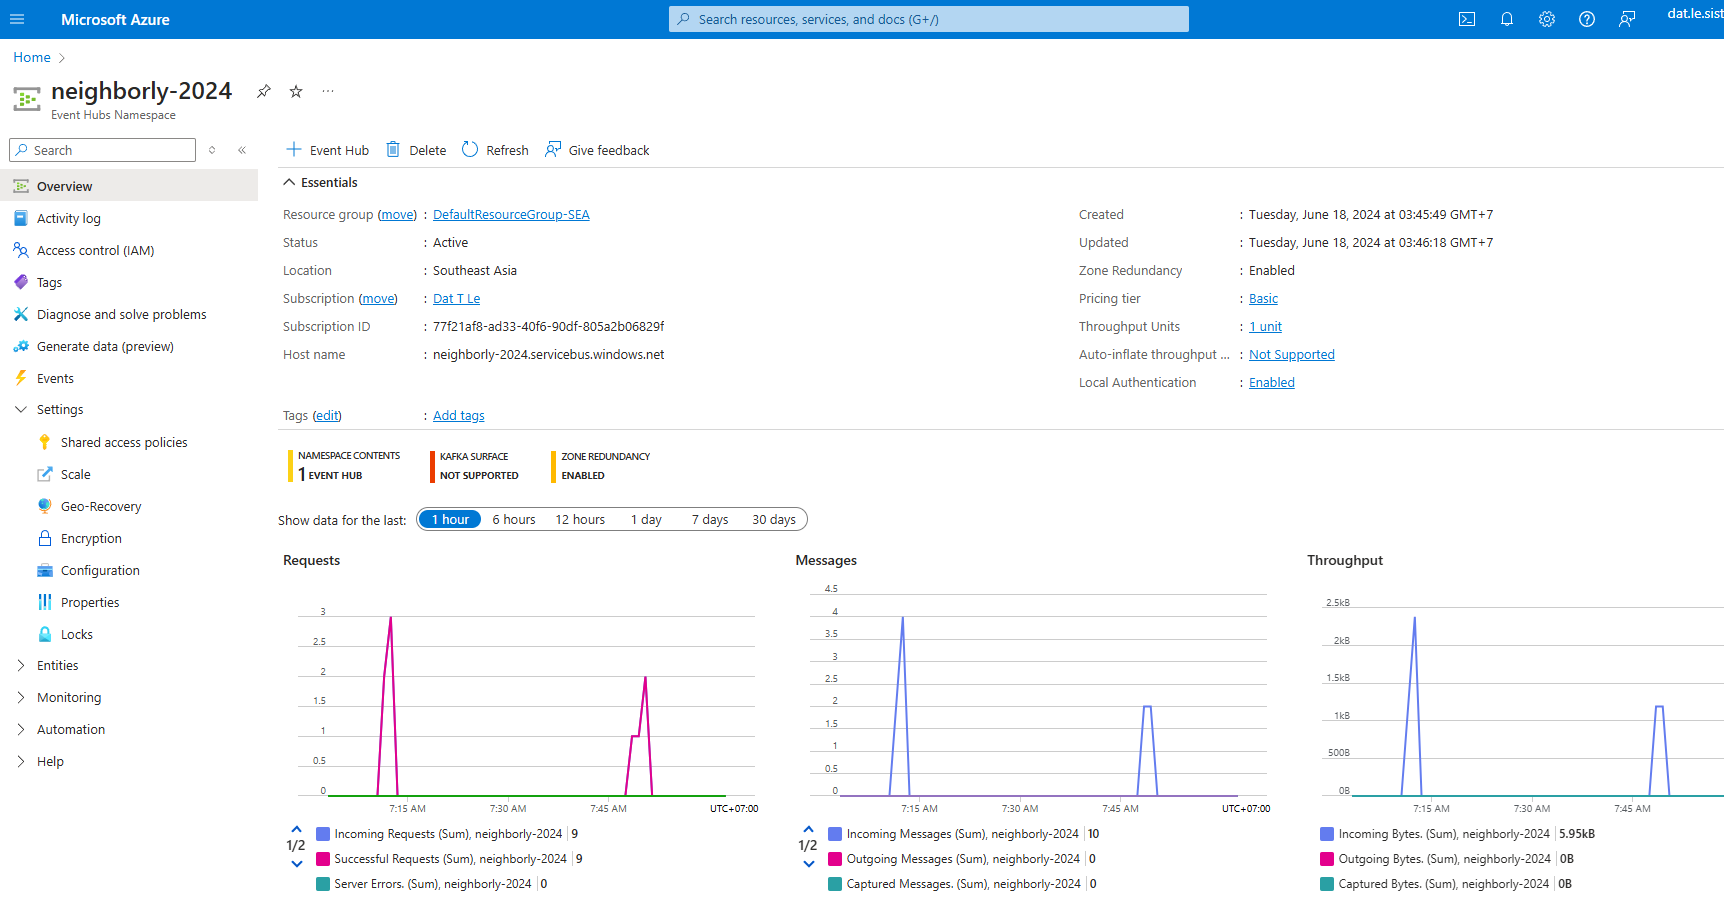 Microsoft Azure
Search resources, services, and docs (G+/)
dat.le.sist
Home
neighborly-2024
Event Hubs Namespace
Search
Overview
Activity log
Access control (IAM)
Tags
Diagnose and solve problems
Generate data (preview)
Events
Settings
Shared access policies
Scale
Geo-Recovery
Encryption
Configuration
Properties
Locks
Entities
Monitoring
Automation
Help
Event Hub Delete Refresh Give feedback
Essentials
Resource group (move) : DefaultResourceGroup-SEA
Status : Active
Location : Southeast Asia
Subscription (move) : Dat T Le
Subscription ID : 77f21af8-ad33-40f6-90df-805a2b06829f
Host name : neighborly-2024.servicebus.windows.net
Created : Tuesday, June 18, 2024 at 03:45:49 GMT+7
Updated : Tuesday, June 18, 2024 at 03:46:18 GMT+7
Zone Redundancy : Enabled
Pricing tier : Basic
Throughput Units : 1 unit
Auto-inflate throughput ... : Not Supported
Local Authentication : Enabled
Tags (edit) : Add tags
NAMESPACE CONTENTS
1 EVENT HUB
KAFKA SURFACE
NOT SUPPORTED
ZONE REDUNDANCY
ENABLED
Show data for the last: 1 hour 6 hours 12 hours 1 day 7 days 30 days
Requests
3
2.5
2
1.5
1
0.5
0
7:15 AM 7:30 AM 7:45 AM UTC+07:00
1/2
Incoming Requests (Sum), neighborly-2024 9
Successful Requests (Sum), neighborly-2024 9
Server Errors. (Sum), neighborly-2024 0
Messages
4.5
4
3.5
3
2.5
2
1.5
1
0.5
0
7:15 AM 7:30 AM 7:45 AM UTC+07:00
1/2
Incoming Messages (Sum), neighborly-2024 10
Outgoing Messages (Sum), neighborly-2024 0
Captured Messages. (Sum), neighborly-2024 0
Throughput
2.5kB
2kB
1.5kB
1kB
500B
0B
7:15 AM 7:30 AM 7:45 AM
Incoming Bytes. (Sum), neighborly-2024 5.95kB
Outgoing Bytes. (Sum), neighborly-2024 0B
Captured Bytes. (Sum), neighborly-2024 0B